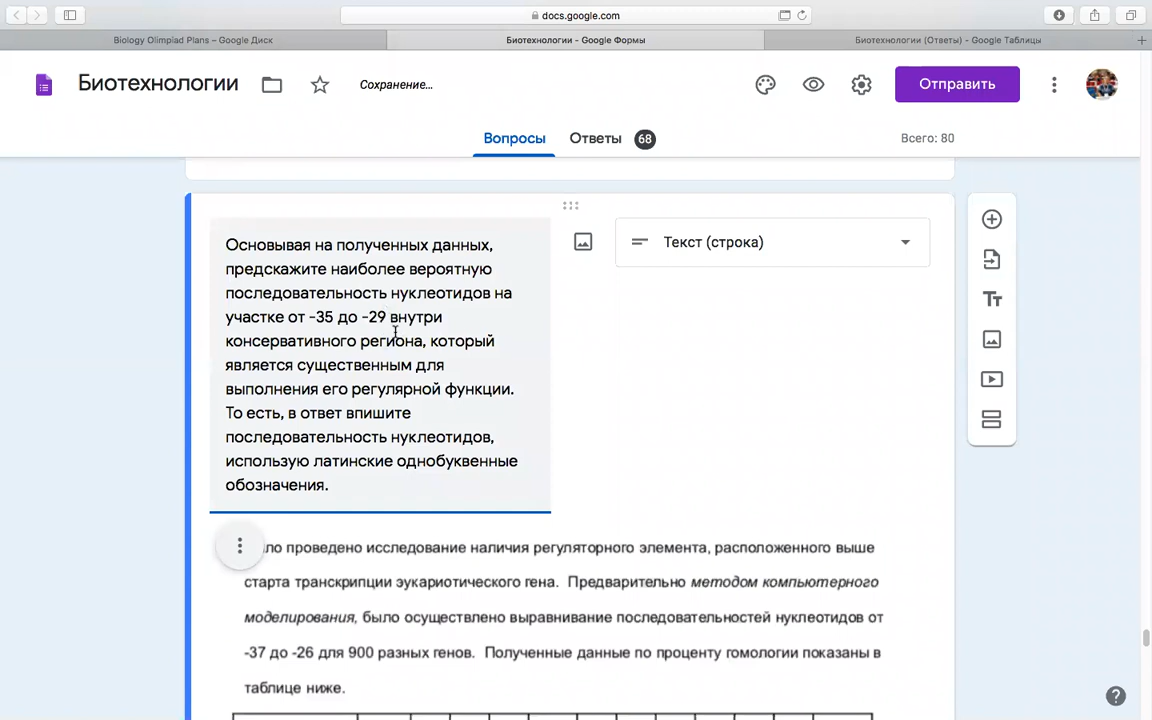 docs.google.com
Biology Olimpiad Plans – Google Диск
Биотехнологии - Google Формы
Биотехнологии (Ответы) - Google Таблицы
Биотехнологии
Сохранение...
Отправить
Вопросы
Ответы 68
Всего: 80
Основывая на полученных данных,
предскажите наиболее вероятную
последовательность нуклеотидов на
участке от -35 до -29 внутри
консервативного региона, который
является существенным для
выполнения его регулярной функции.
То есть, в ответ впишите
последовательность нуклеотидов,
использую латинские однобуквенные
обозначения.
Текст (строка)
ло проведено исследование наличия регуляторного элемента, расположенного выше
старта транскрипции эукариотического гена. Предварительно методом компьютерного
моделирования, было осуществлено выравнивание последовательностей нуклеотидов от
-37 до -26 для 900 разных генов. Полученные данные по проценту гомологии показаны в
таблице ниже.